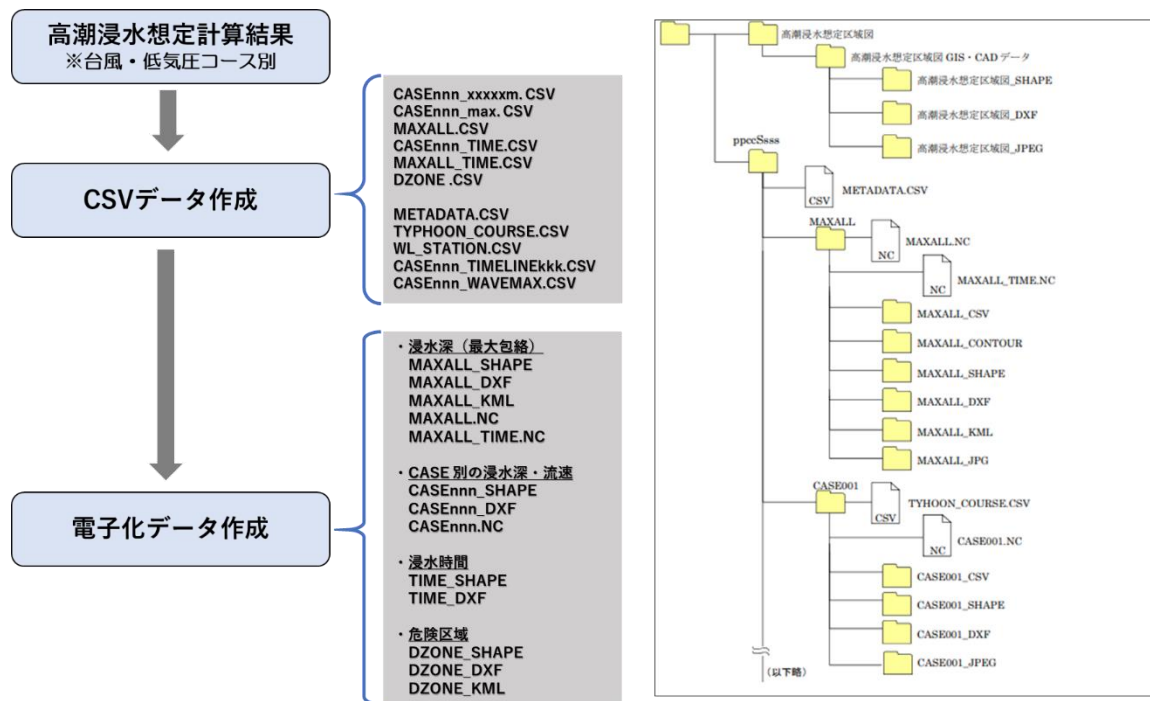 高潮浸水想定計算結果
※台風・低気圧コース別
CSVデータ作成
電子化データ作成
CASEnnn_xxxxxm. CSV
CASEnnn_max. CSV
MAXALL.CSV
CASEnnn_TIME.CSV
MAXALL_TIME.CSV
DZONE .CSV
METADATA.CSV
TYPHOON_COURSE.CSV
WL_STATION.CSV
CASEnnn_TIMELINEkkk.CSV
CASEnnn_WAVEMAX.CSV
・浸水深（最大包絡）
MAXALL_SHAPE
MAXALL_DXF
MAXALL_KML
MAXALL.NC
MAXALL_TIME.NC
・CASE 別の浸水深・流速
CASEnnn_SHAPE
CASEnnn_DXF
CASEnnn.NC
・浸水時間
TIME_SHAPE
TIME_DXF
・危険区域
DZONE_SHAPE
DZONE_DXF
DZONE_KML
高潮浸水想定区域図
高潮浸水想定区域図 GIS・CAD データ
高潮浸水想定区域図_SHAPE
高潮浸水想定区域図_DXF
高潮浸水想定区域図_JPEG
ppccSsss
CSV
METADATA.CSV
MAXALL
NC
MAXALL.NC
NC
MAXALL_TIME.NC
MAXALL_CSV
MAXALL_CONTOUR
MAXALL_SHAPE
MAXALL_DXF
MAXALL_KML
MAXALL_JPG
CASE001
CSV
TYHOON_COURSE.CSV
NC
CASE001.NC
CASE001_CSV
CASE001_SHAPE
CASE001_DXF
CASE001_JPEG
（以下略）